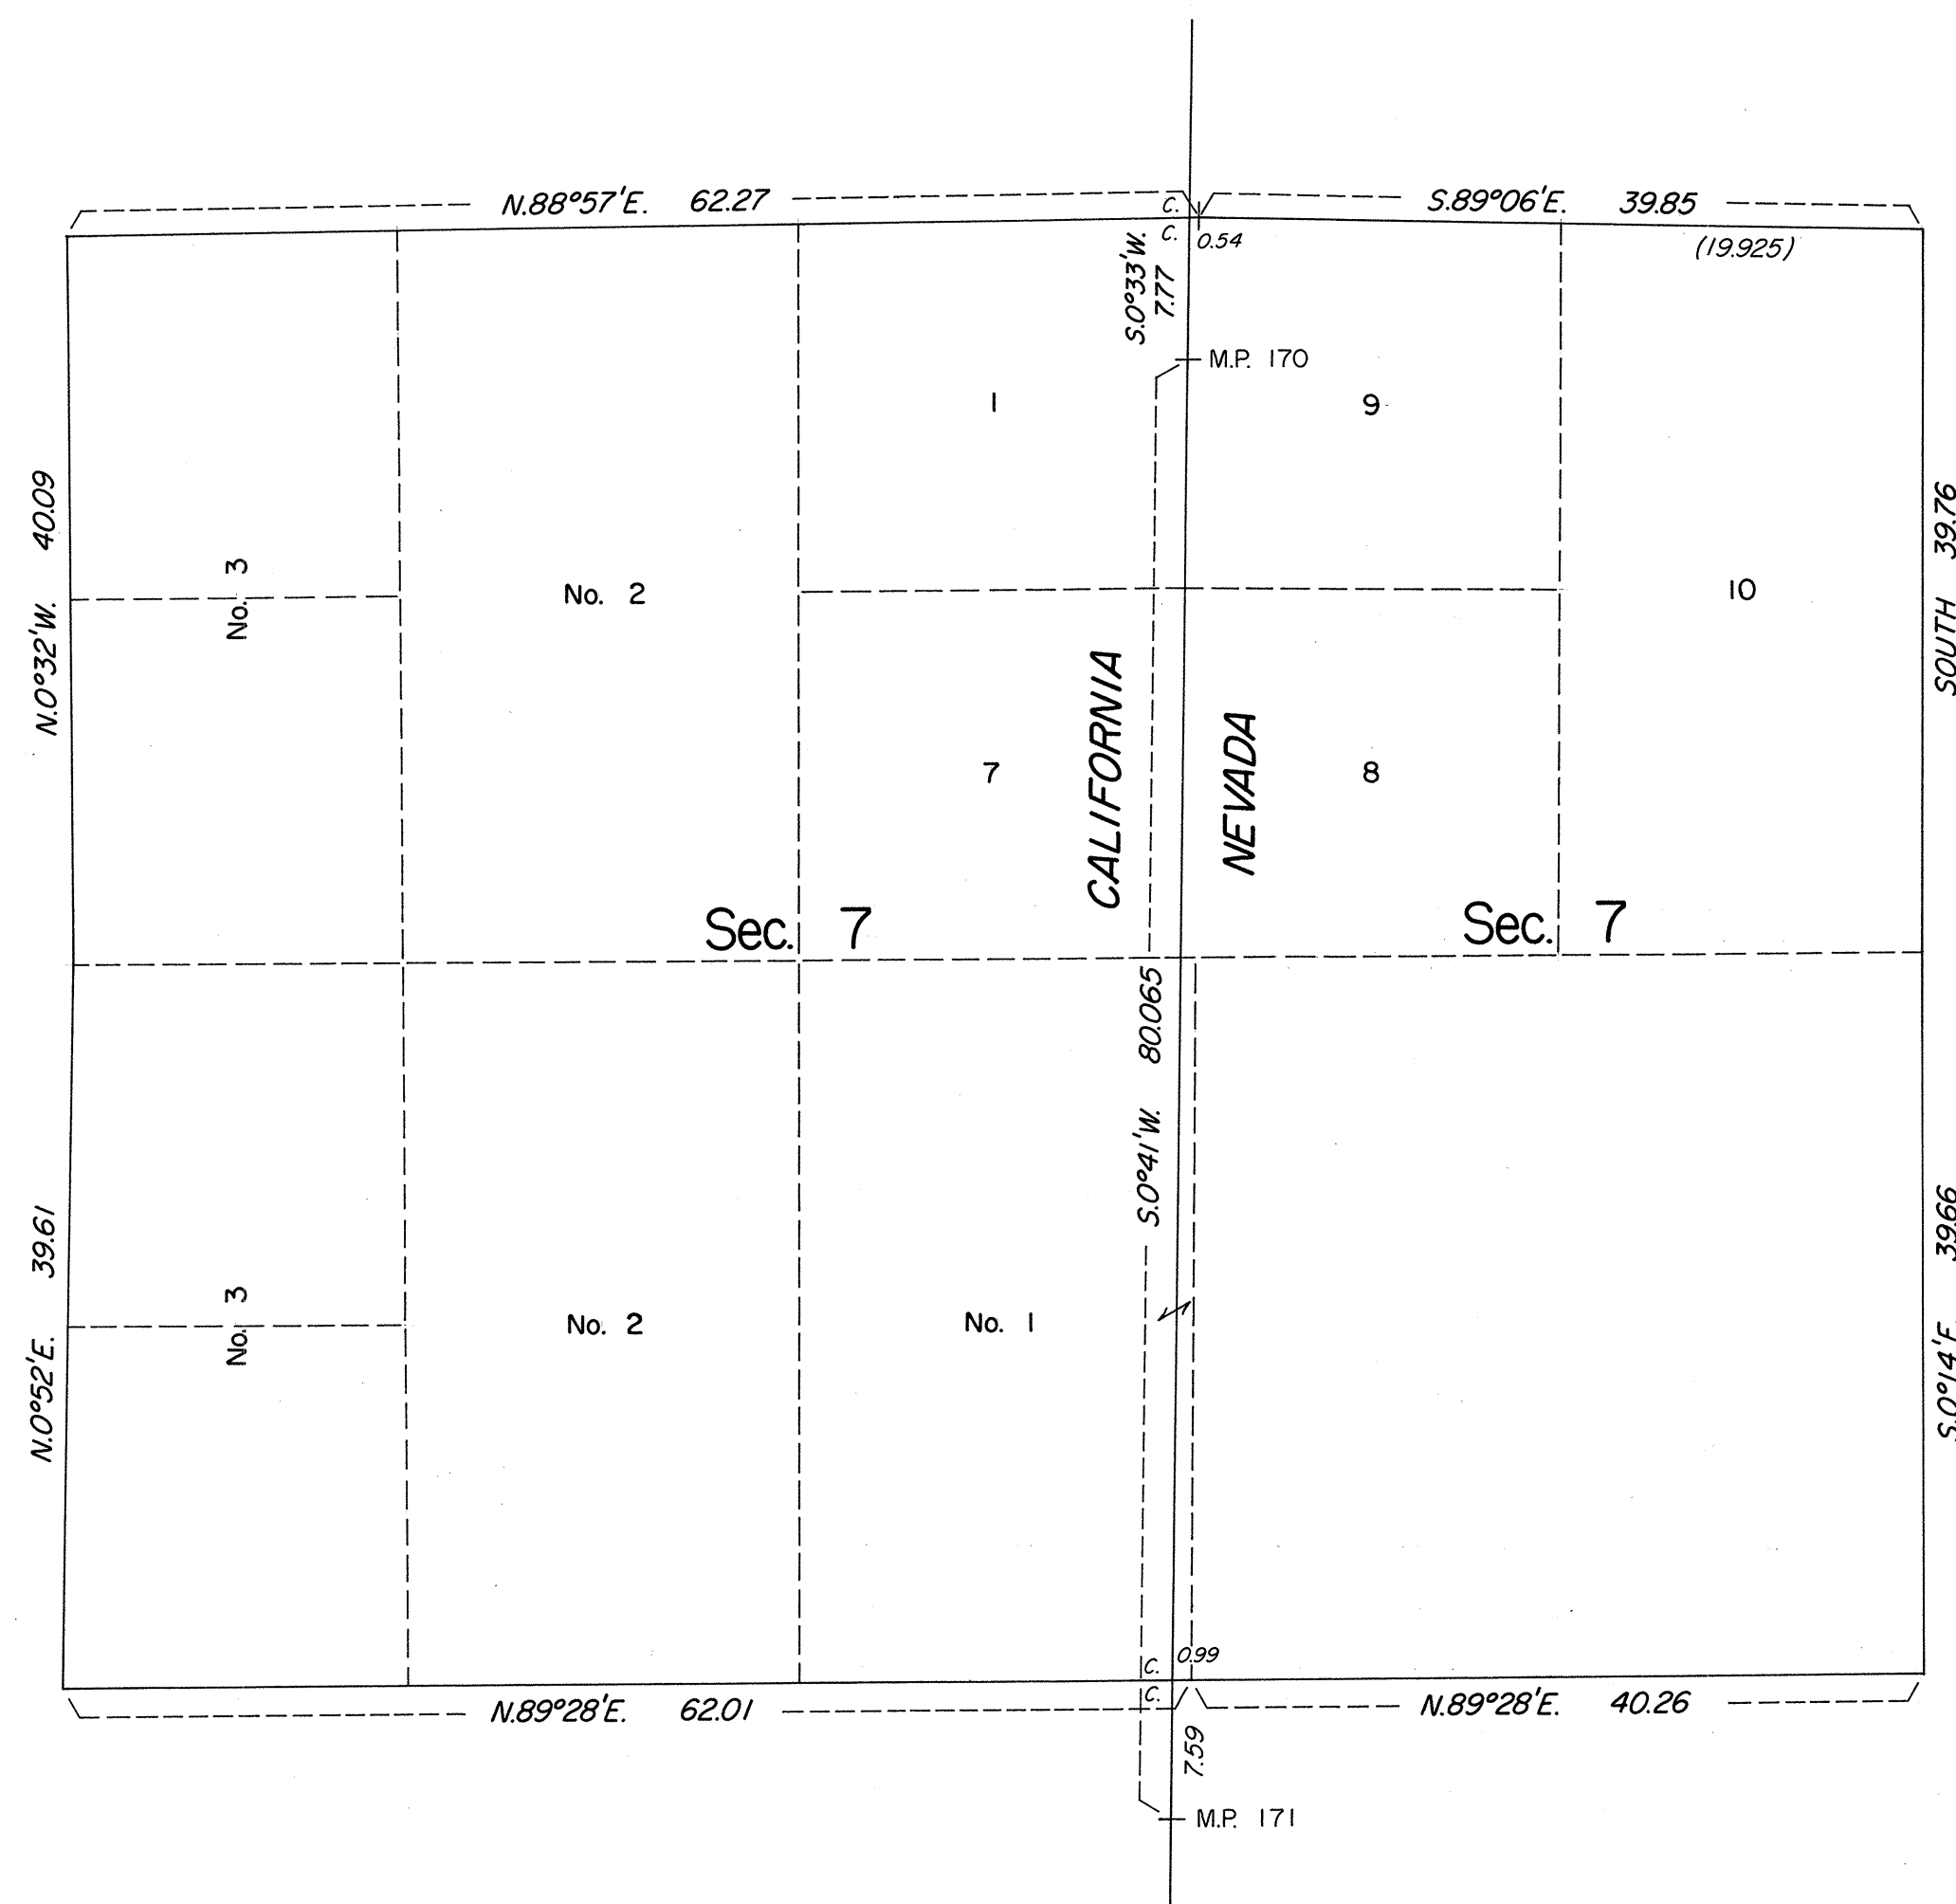 N.88°57'E. 62.27
S.89°06'E. 39.85
C.
C.
0.54
(19.925)
S.0°33'W.
7.77
M.P. 170
1
9
N.0°32'W. 40.09
SOUTH 39.76
No. 3
No. 2
10
7
8
CALIFORNIA
NEVADA
Sec. 7
Sec. 7
S.0°41'W. 80.065
N.0°52'E. 39.61
S.0°14'E. 39.66
No. 3
No. 2
No. 1
C.
0.99
C.
N.89°28'E. 62.01
N.89°28'E. 40.26
7.59
M.P. 171